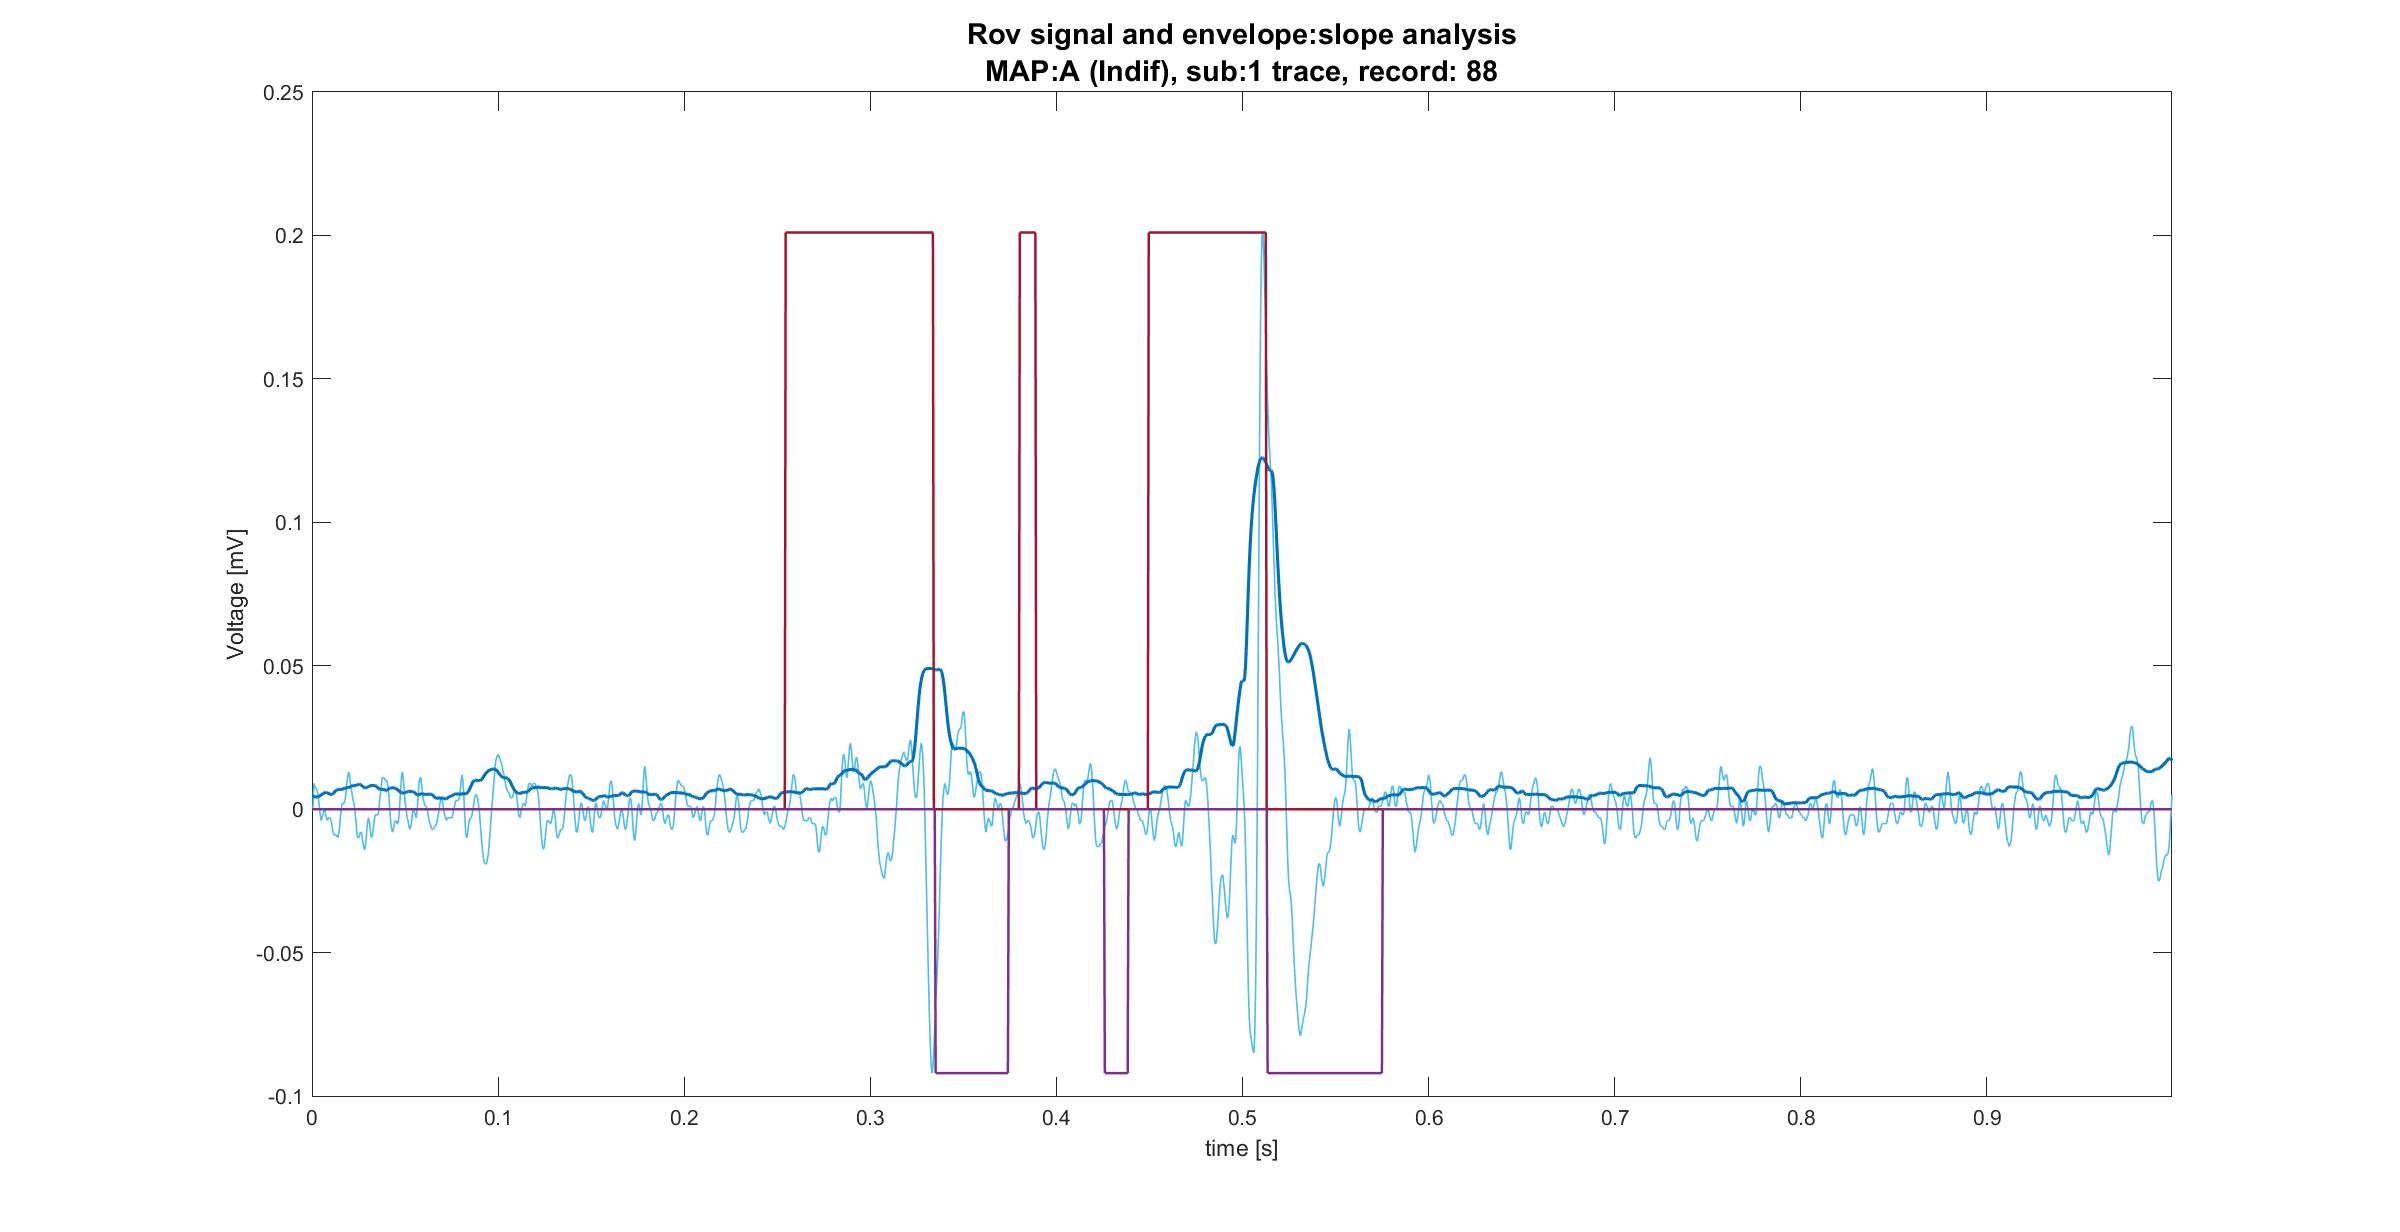 Rov signal and envelope:slope analysis
MAP:A (Indif), sub:1 trace, record: 88
0.25
0.2
0.15
0.1
0.05
0
-0.05
-0.1
Voltage [mV]
0 0.1 0.2 0.3 0.4 0.5 0.6 0.7 0.8 0.9
time [s]